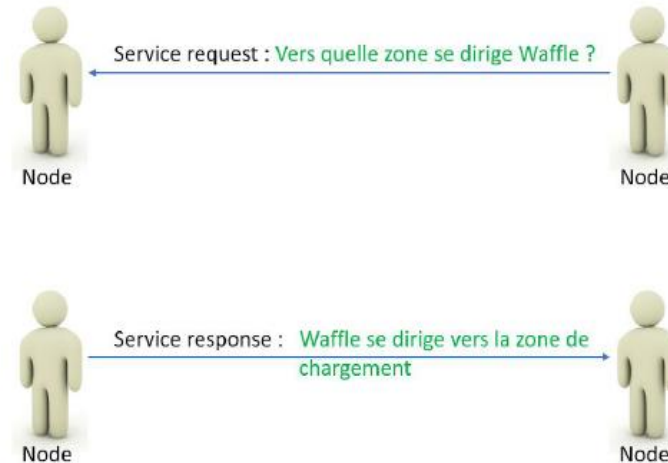 Service request : Vers quelle zone se dirige Waffle ?
Node
Node
Service response : Waffle se dirige vers la zone de
chargement
Node
Node